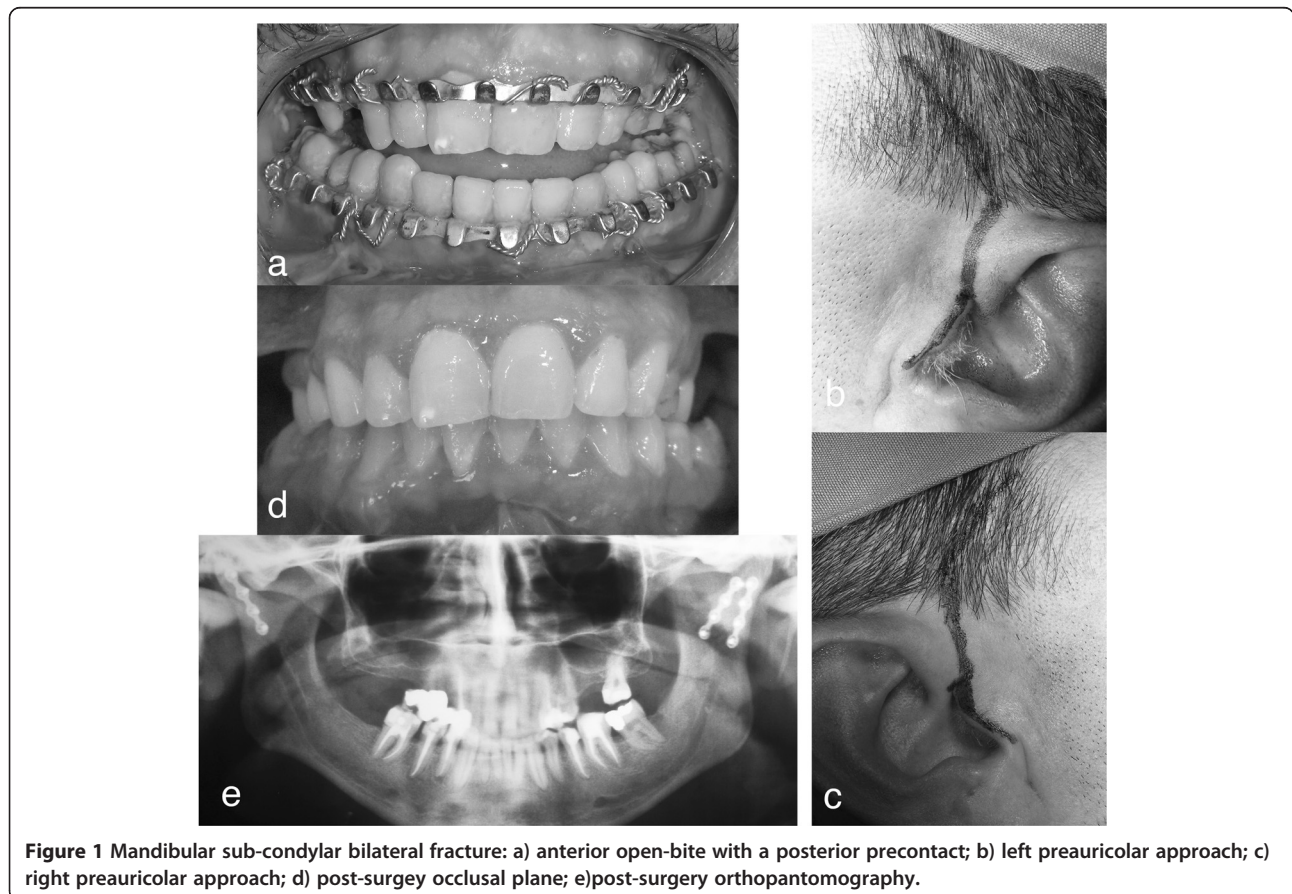 a
b
d
e
c
Figure 1 Mandibular sub-condylar bilateral fracture: a) anterior open-bite with a posterior precontact; b) left preauricolar approach; c)
right preauricolar approach; d) post-surgey occlusal plane; e)post-surgery orthopantomography.